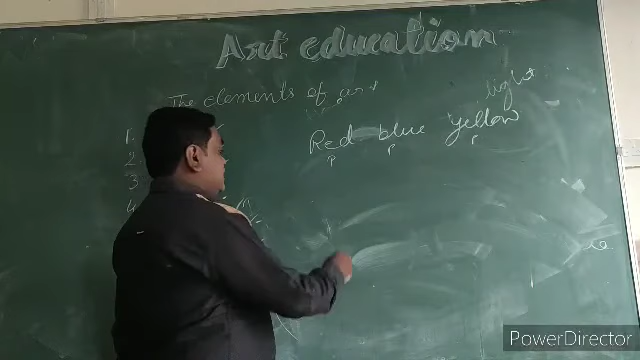 Art education
The elements of art
light
Red blue yellow
P P
1.
2
3
4
PowerDirector